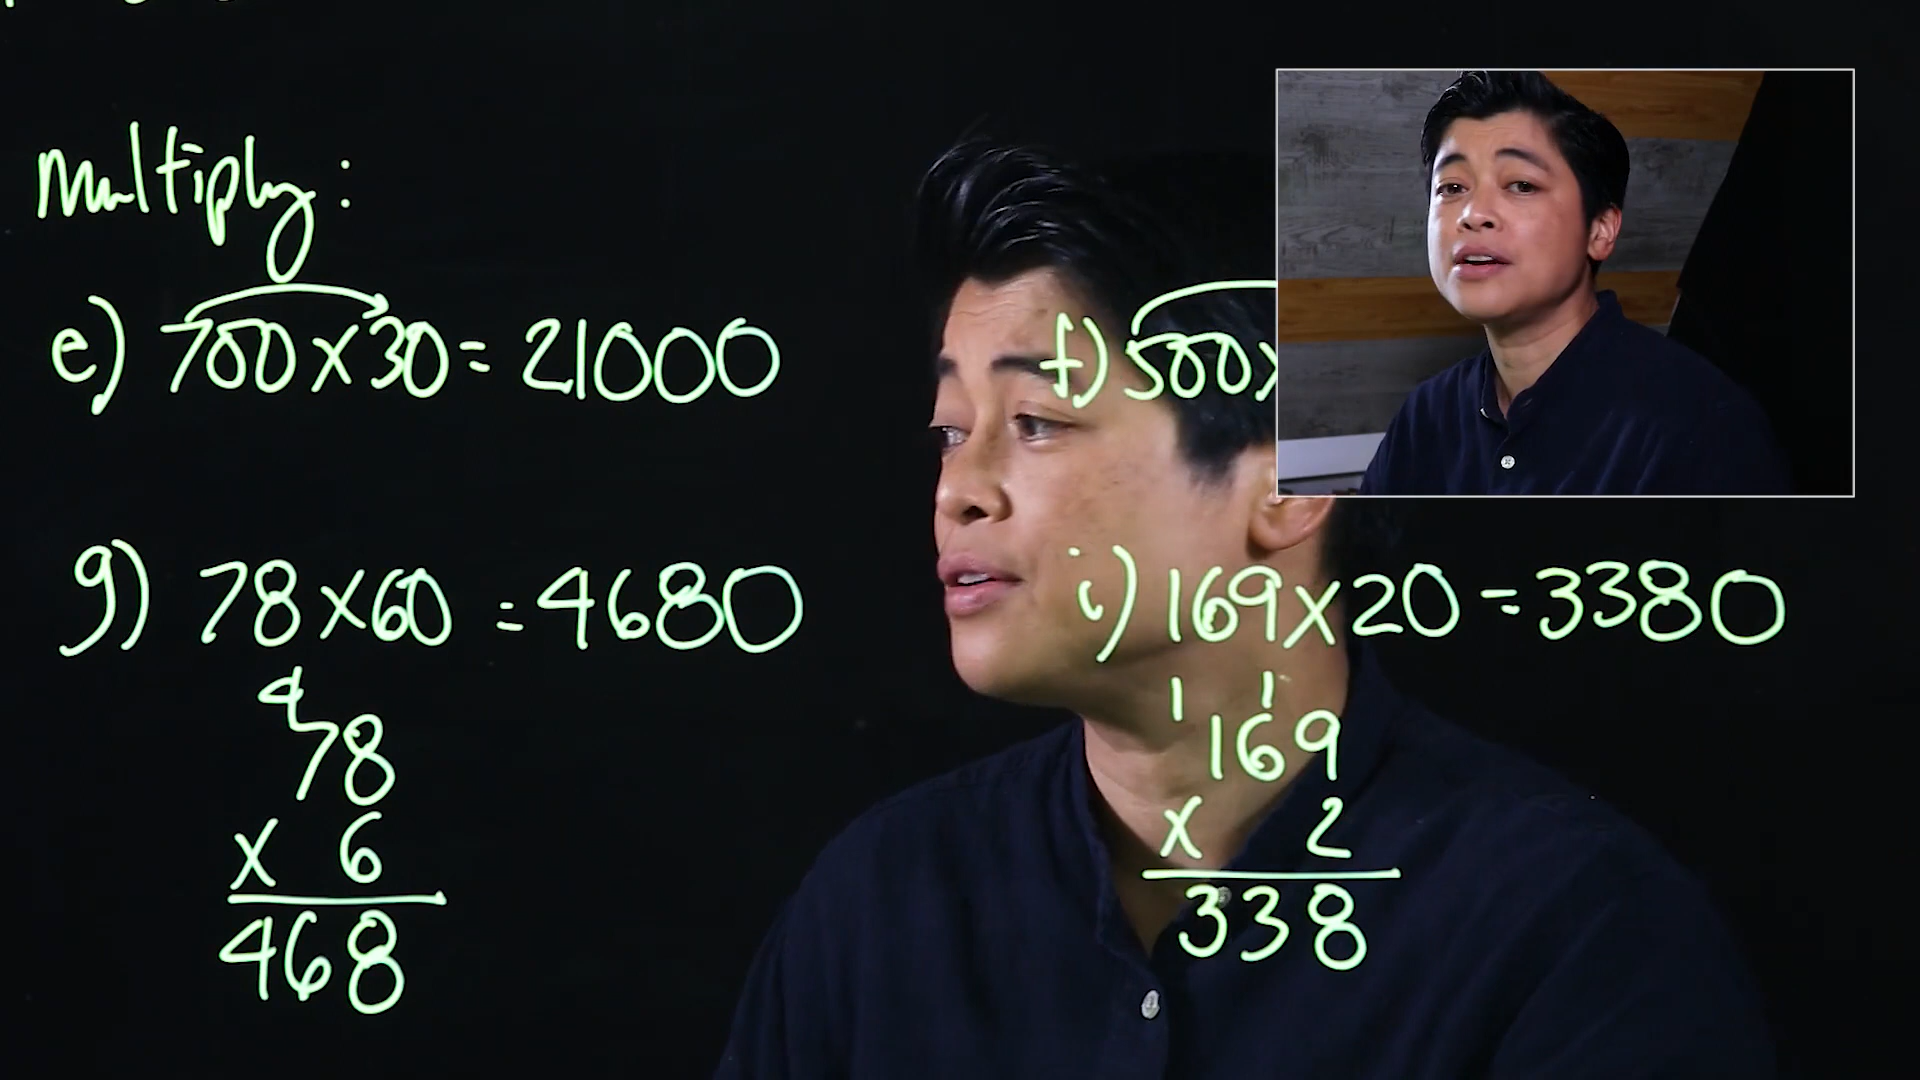 Multiply:
e) 700x30= 21000
f) 500x
g) 78x60 =4680
4
78
x 6
468
i) 169x20 =3380
1 1
169
x 2
338